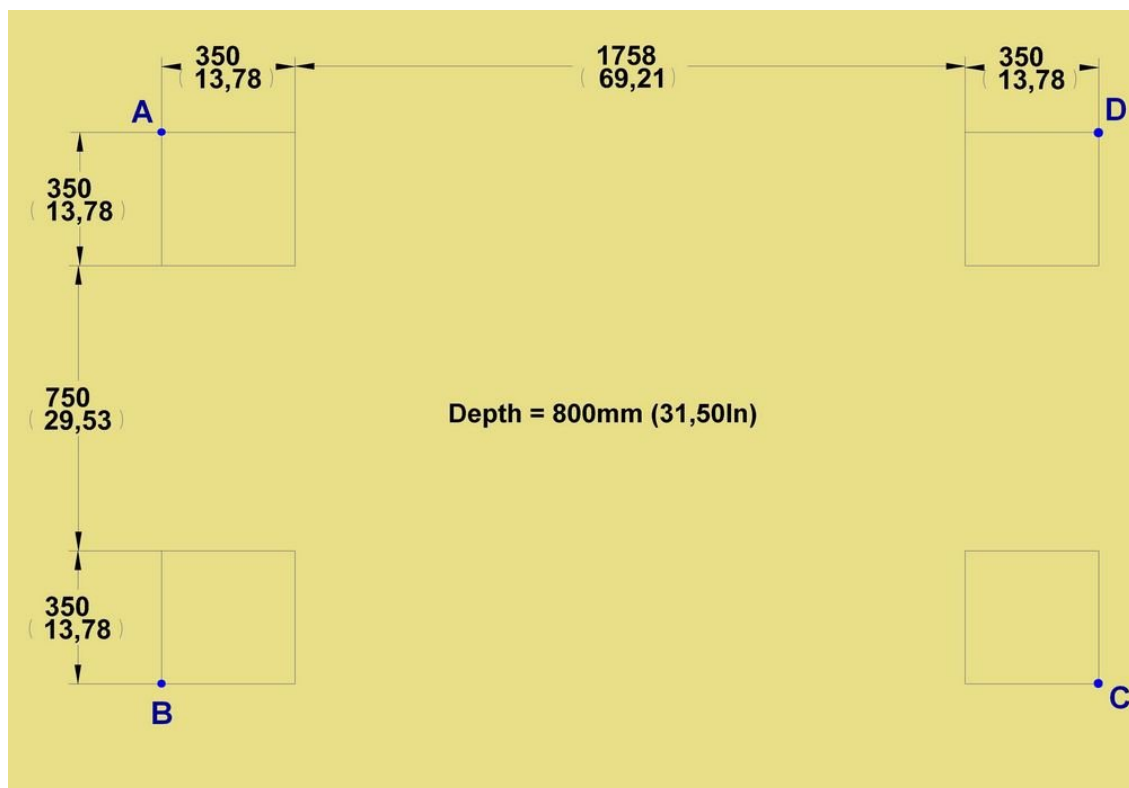 350
( 13,78 )
1758
( 69,21 )
350
( 13,78 )
A
D
350
( 13,78 )
750
( 29,53 )
Depth = 800mm (31,50In)
350
( 13,78 )
B
C